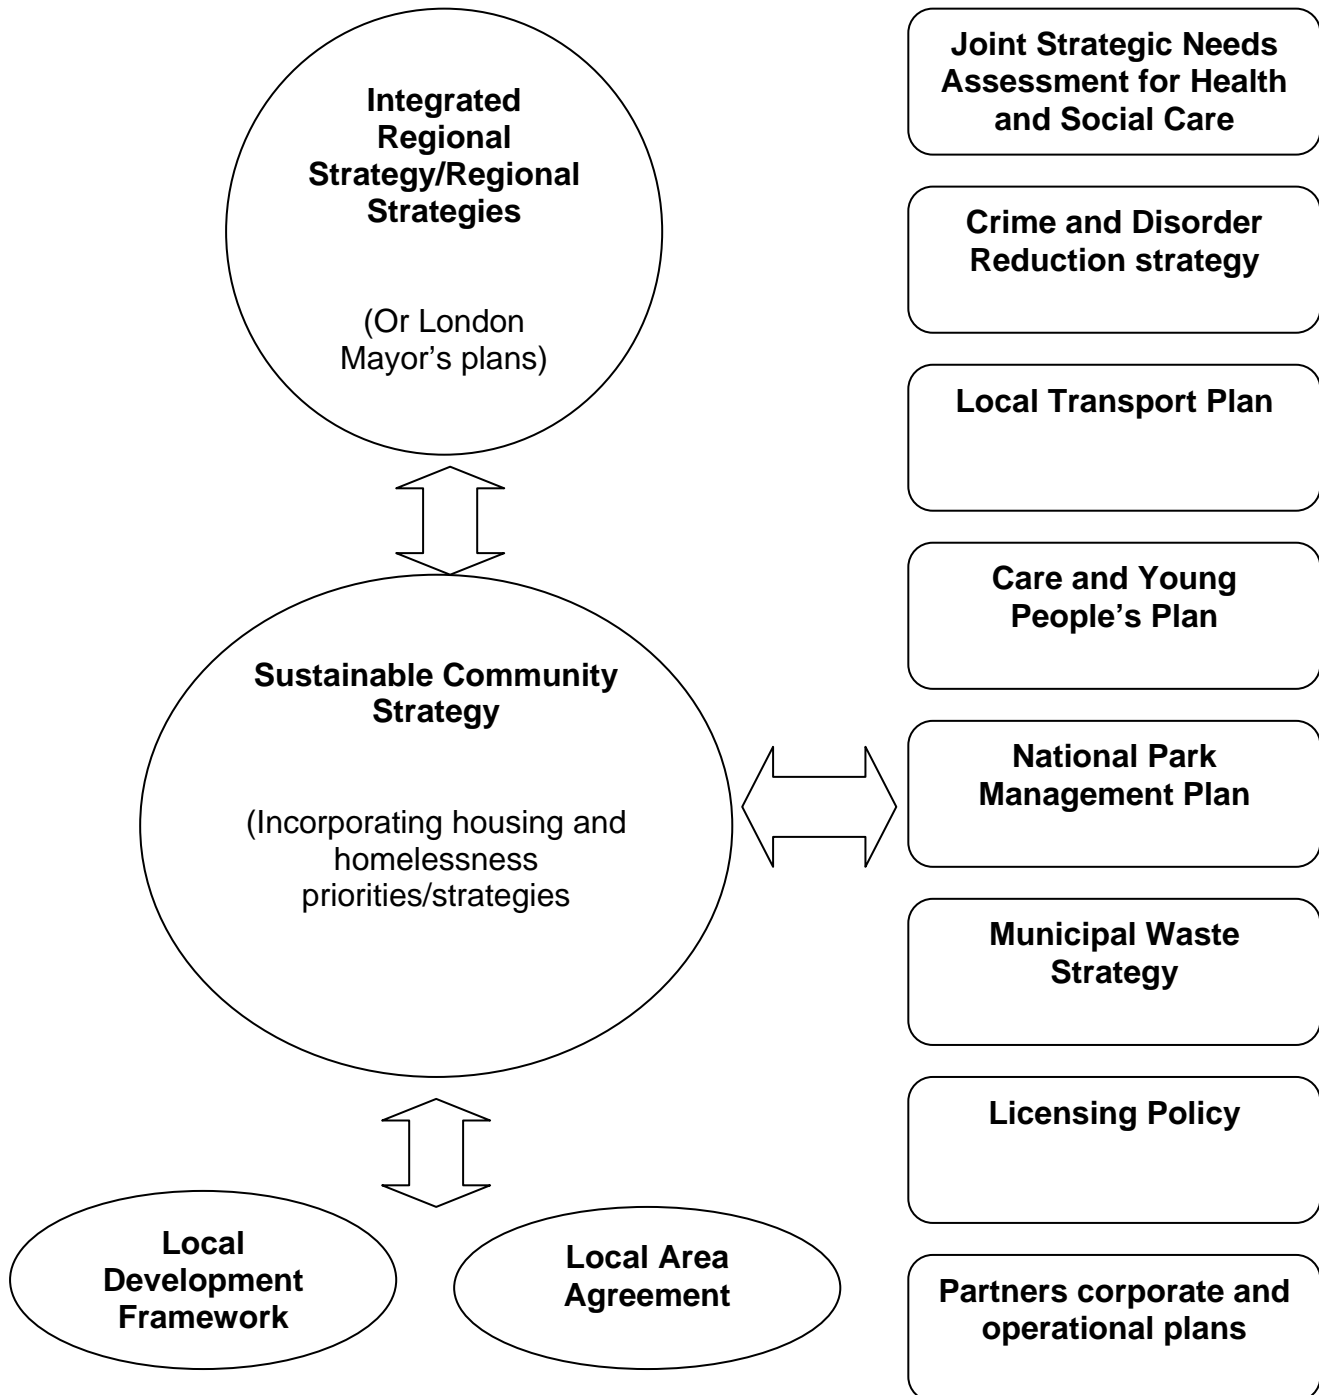 Integrated
Regional
Strategy/Regional
Strategies
(Or London
Mayor’s plans)
Sustainable Community
Strategy
(Incorporating housing and
homelessness
priorities/strategies
Local
Development
Framework
Local Area
Agreement
Joint Strategic Needs
Assessment for Health
and Social Care
Crime and Disorder
Reduction strategy
Local Transport Plan
Care and Young
People’s Plan
National Park
Management Plan
Municipal Waste
Strategy
Licensing Policy
Partners corporate and
operational plans